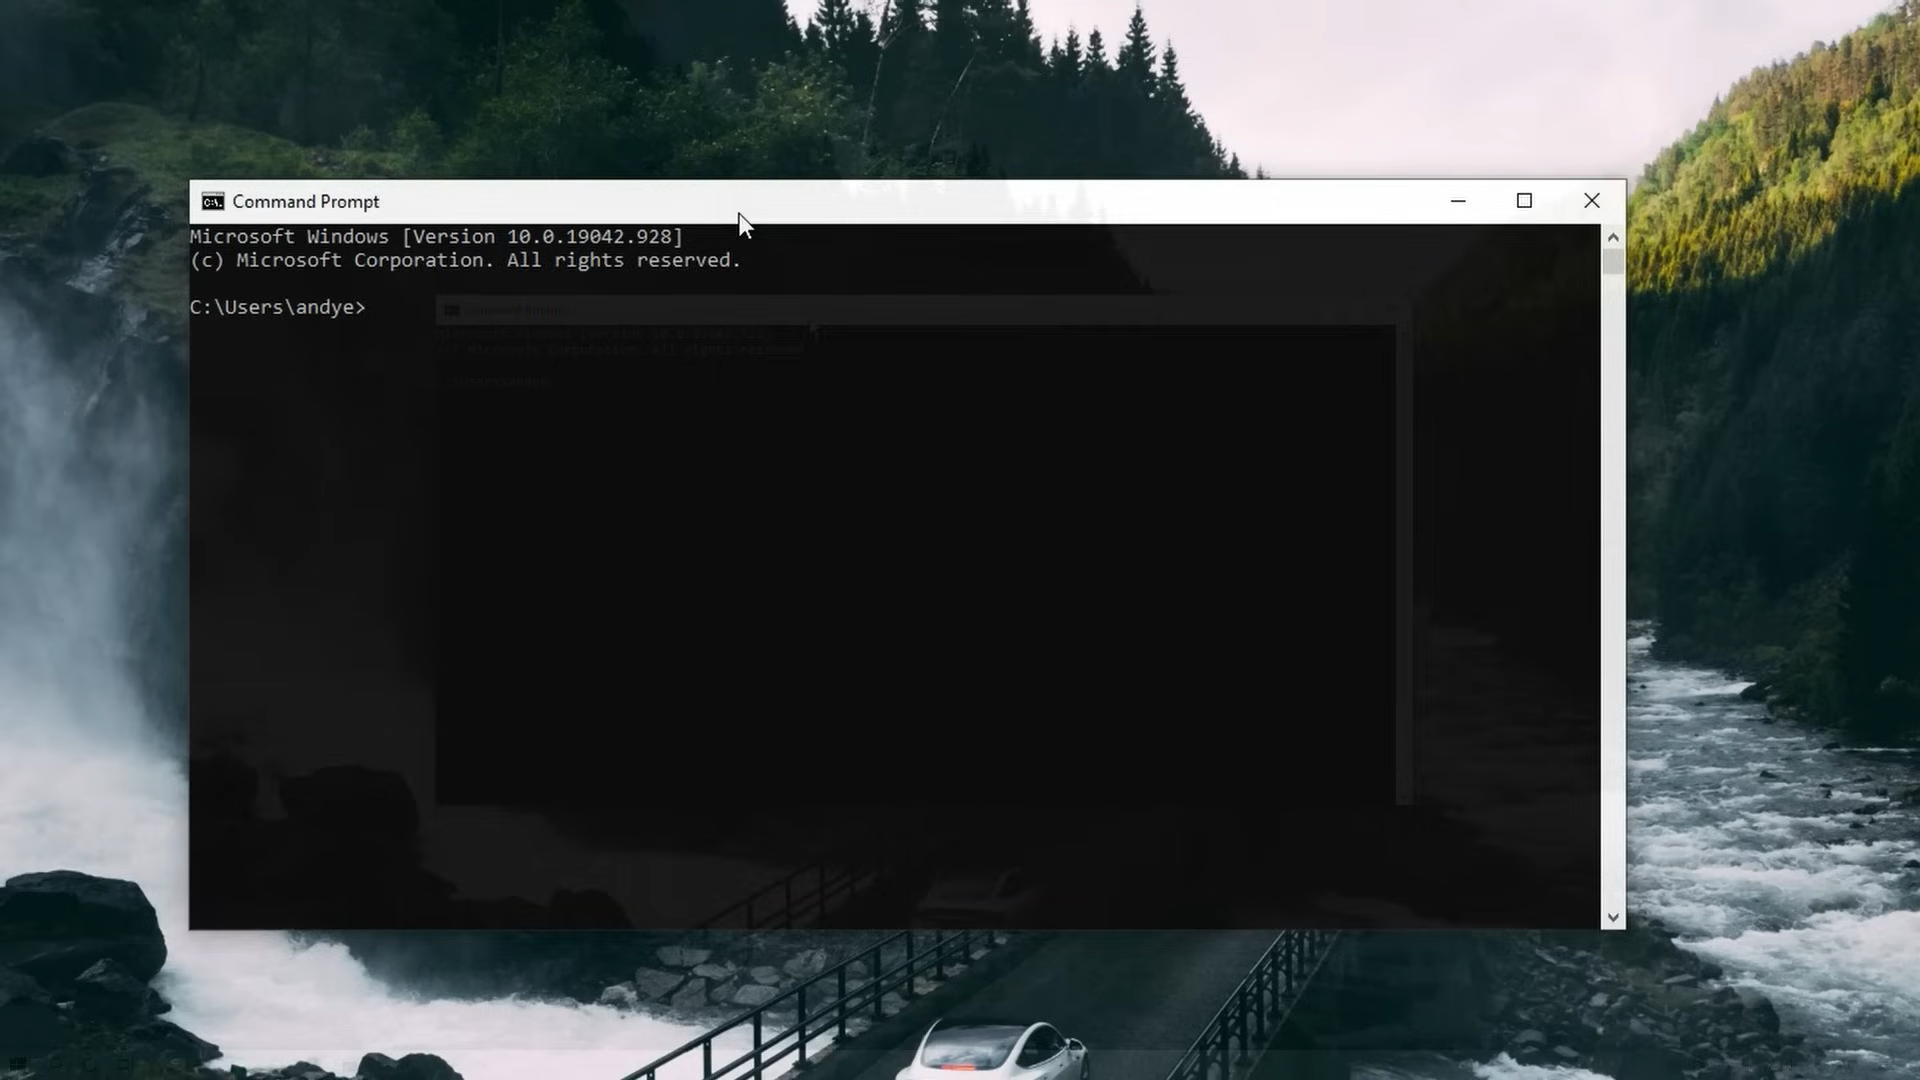 Command Prompt
Microsoft Windows [Version 10.0.19042.928]
(c) Microsoft Corporation. All rights reserved.
C:\Users\andye>